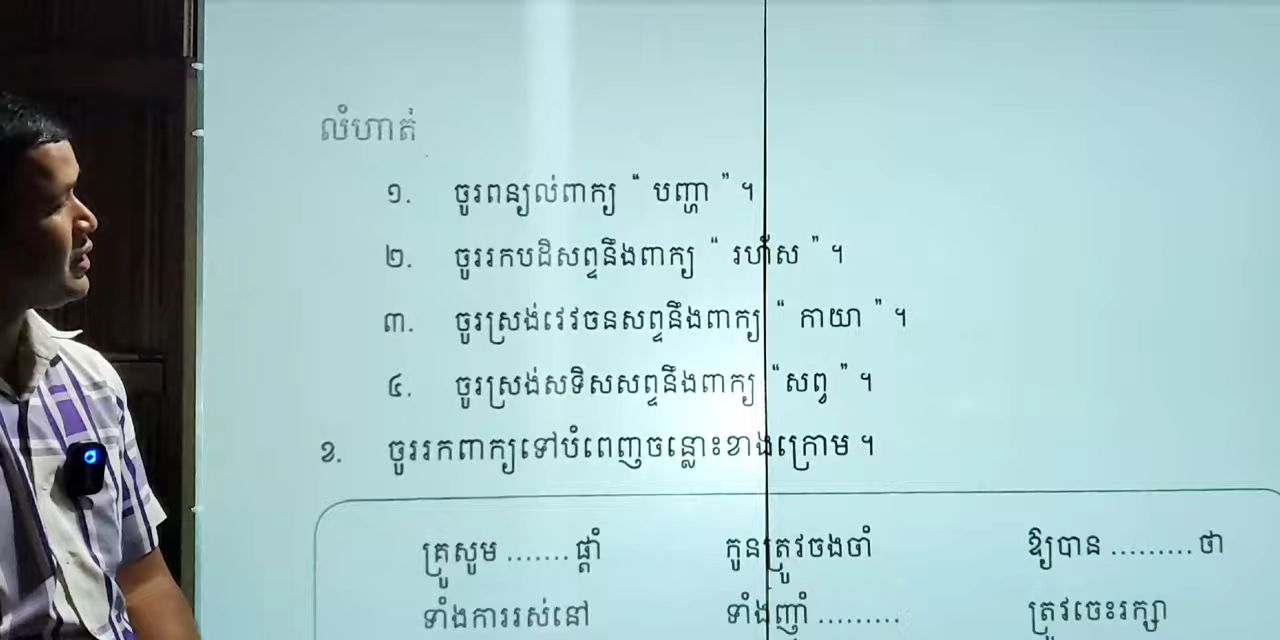 លំហាត់
១. ចូរពន្យល់ពាក្យ “ បញ្ហា ” ។
២. ចូររកបដិសព្ទនឹងពាក្យ “ រហ័ស ” ។
៣. ចូរស្រង់វេវចនសព្ទនឹងពាក្យ “ កាយា ” ។
៤. ចូរស្រង់សទិសសព្ទនឹងពាក្យ “សព្វ ” ។
ខ. ចូររកពាក្យទៅបំពេញចន្លោះខាងក្រោម ។
គ្រូសូម ....... ផ្ដាំ កូនត្រូវចងចាំ ឱ្យបាន ......... ថា
ទាំងការរស់នៅ ទាំងញាំ ......... ត្រូវចេះរក្សា